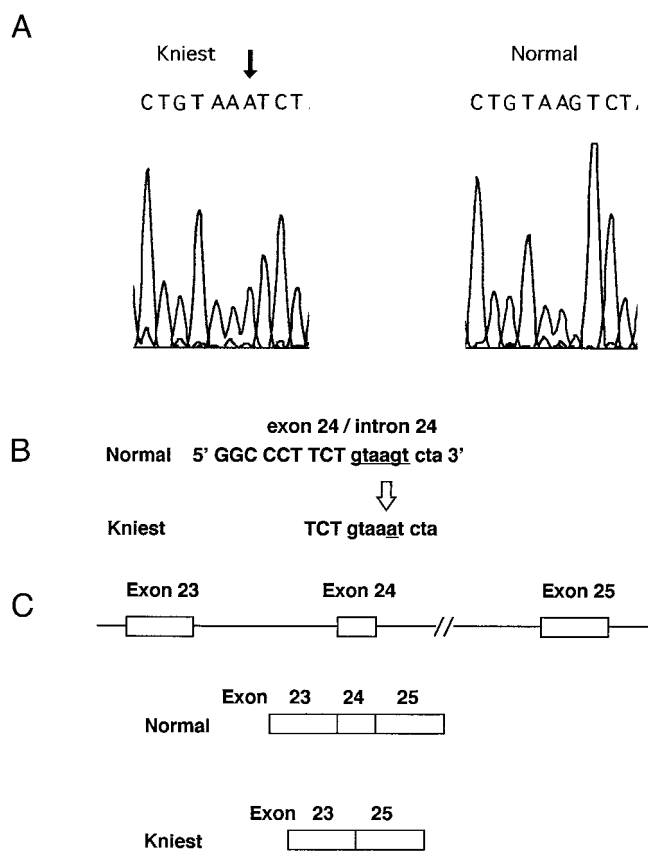 A
Kniest
Normal
CTGTAAATCT
CTGTAAGTCT
exon 24 / intron 24
B
Normal 5' GGC CCT TCT gtaagt cta 3'
Kniest TCT gtaaat cta
C
Exon 23 Exon 24 Exon 25
Exon 23 24 25
Normal
Exon 23 25
Kniest